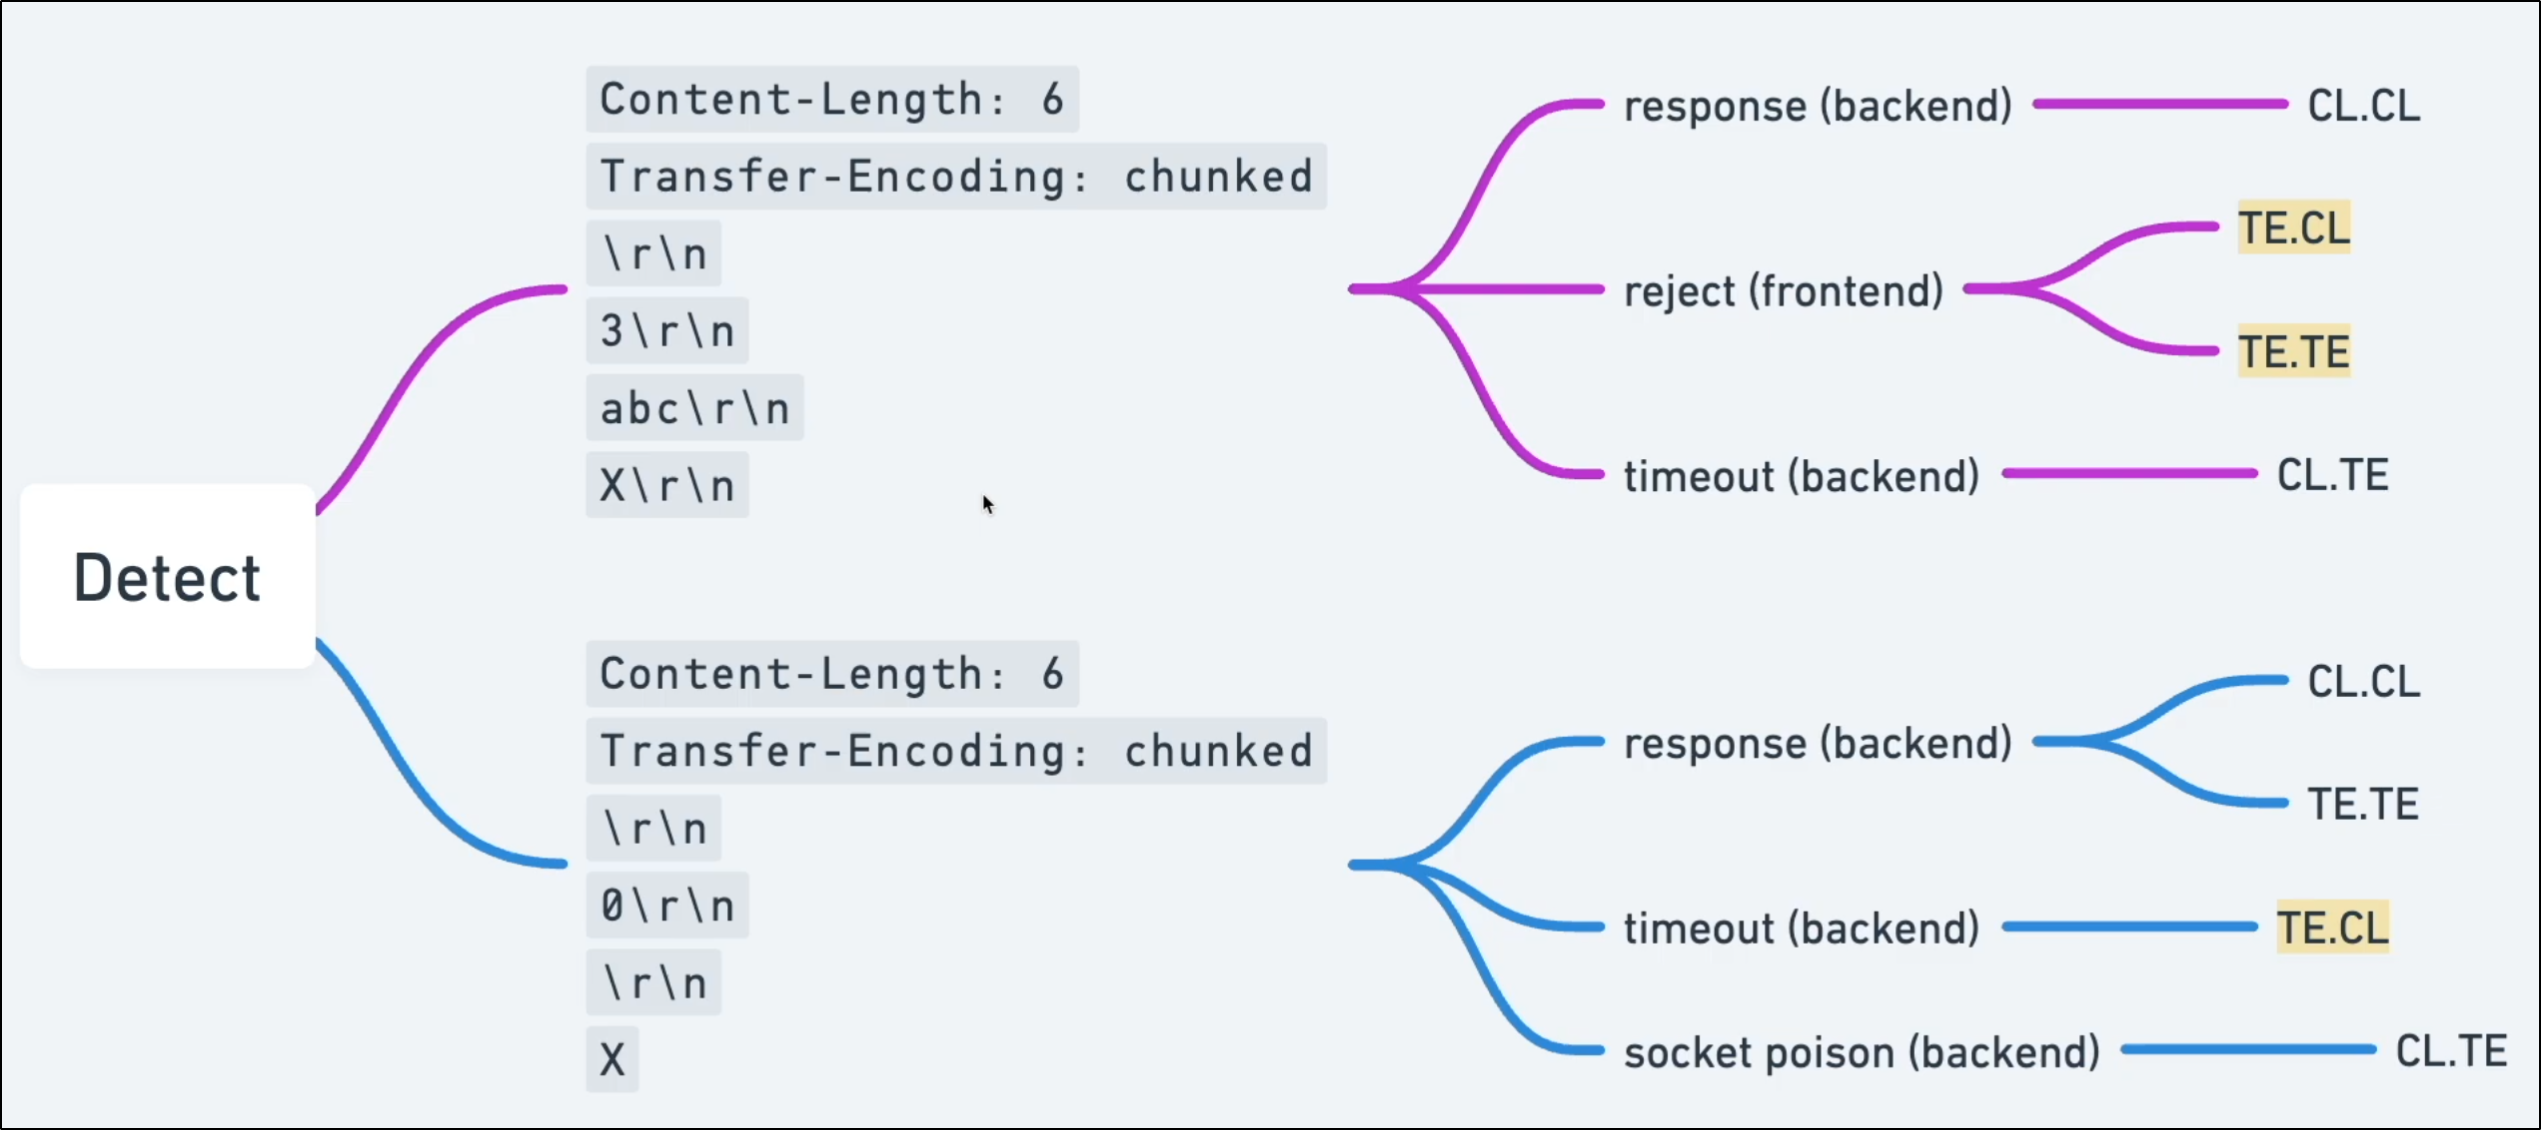 Detect
Content-Length: 6
Transfer-Encoding: chunked
\r\n
3\r\n
abc\r\n
X\r\n
response (backend)
CL.CL
reject (frontend)
TE.CL
TE.TE
timeout (backend)
CL.TE
Content-Length: 6
Transfer-Encoding: chunked
\r\n
0\r\n
\r\n
X
response (backend)
CL.CL
TE.TE
timeout (backend)
TE.CL
socket poison (backend)
CL.TE